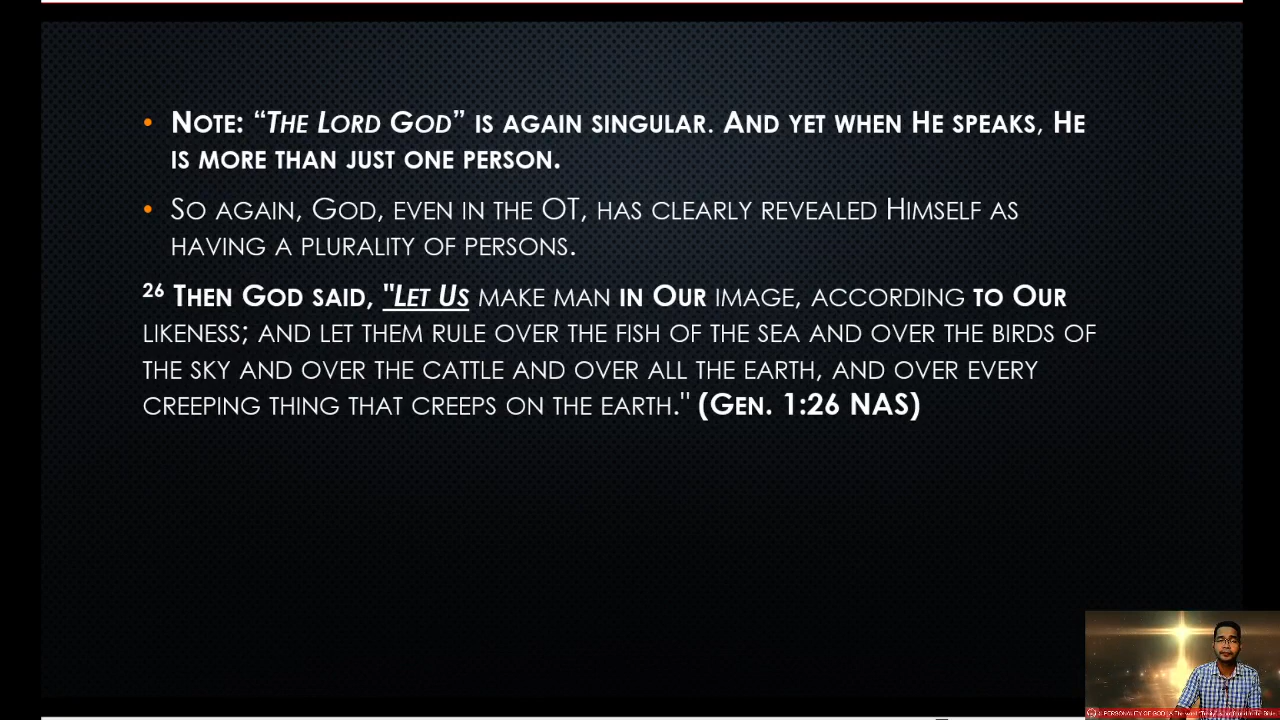 • Note: “The Lord God” is again singular. And yet when He speaks, He
is more than just one person.
• So again, God, even in the OT, has clearly revealed Himself as
having a plurality of persons.
26 Then God said, "Let Us make man in Our image, according to Our
likeness; and let them rule over the fish of the sea and over the birds of
the sky and over the cattle and over all the earth, and over every
creeping thing that creeps on the earth." (Gen. 1:26 NAS)
PERSONALITY OF GOD